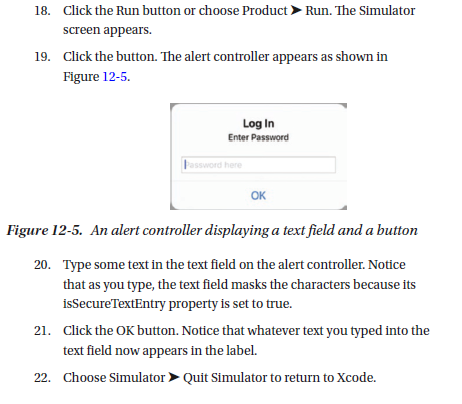 18. Click the Run button or choose Product ➤ Run. The Simulator
screen appears.
19. Click the button. The alert controller appears as shown in
Figure 12-5.
Log In
Enter Password
Password here
OK
Figure 12-5. An alert controller displaying a text field and a button
20. Type some text in the text field on the alert controller. Notice
that as you type, the text field masks the characters because its
isSecureTextEntry property is set to true.
21. Click the OK button. Notice that whatever text you typed into the
text field now appears in the label.
22. Choose Simulator ➤ Quit Simulator to return to Xcode.